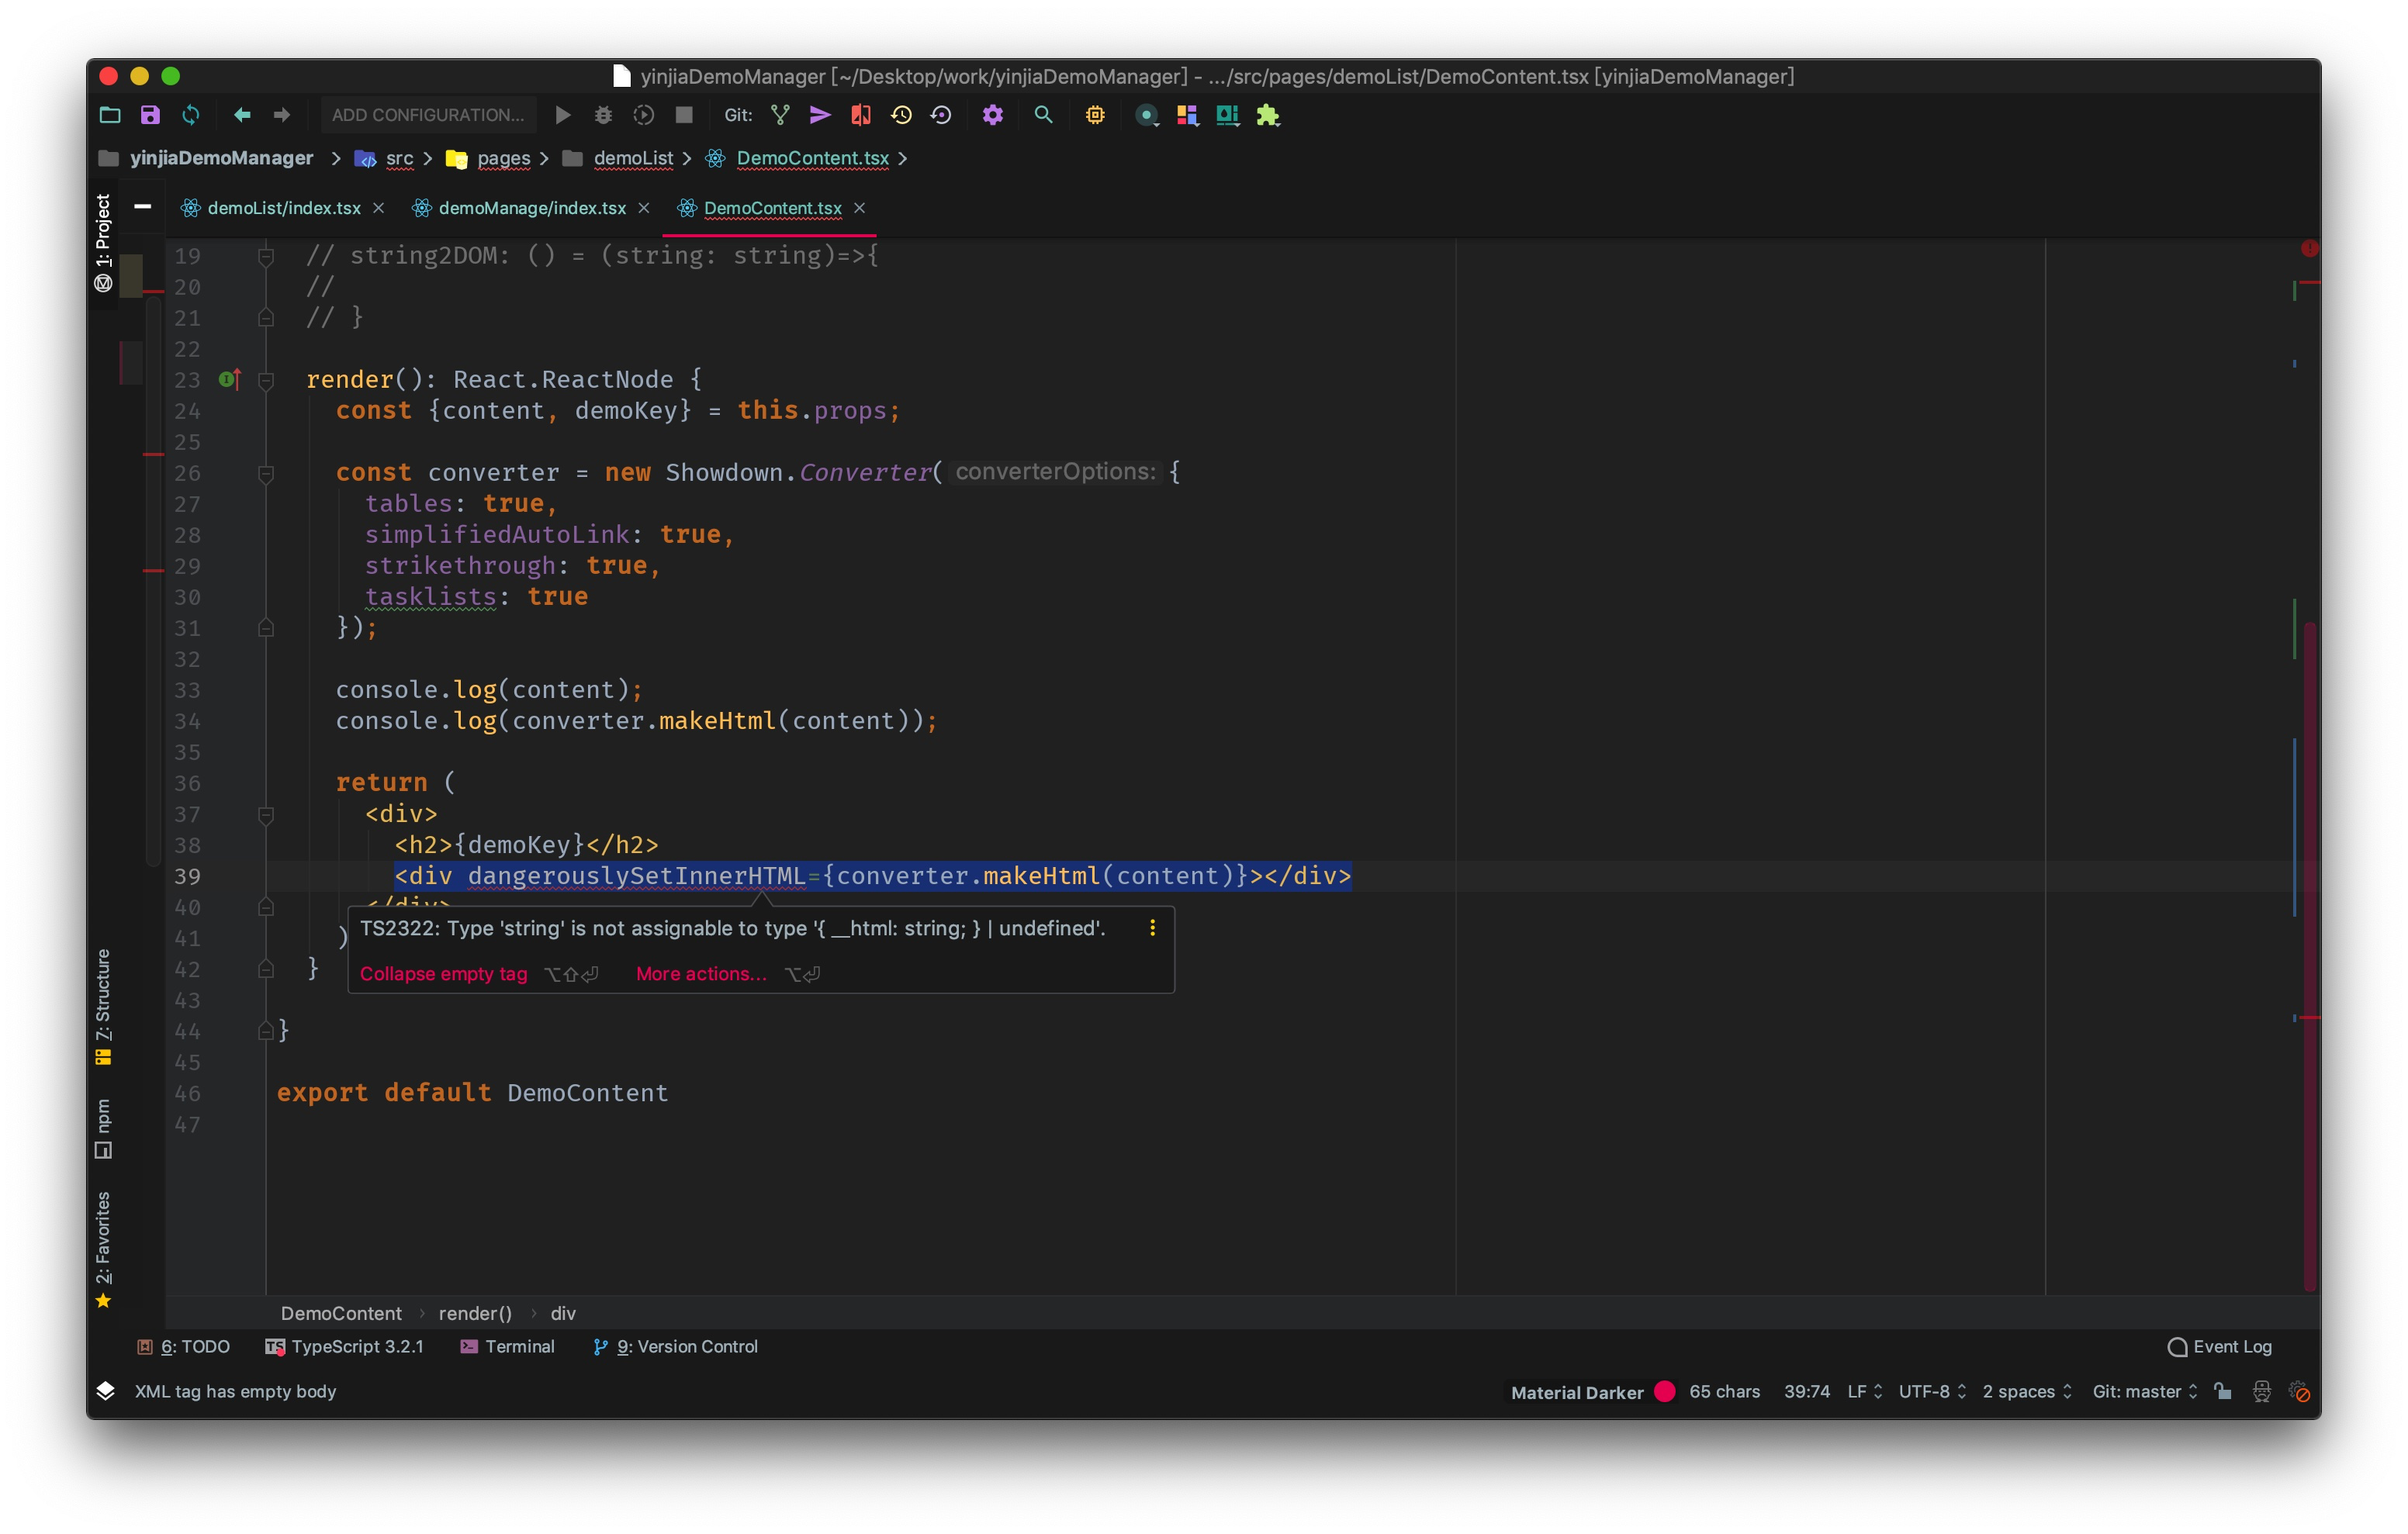 yinjiaDemoManager [~/Desktop/work/yinjiaDemoManager] - .../src/pages/demoList/DemoContent.tsx [yinjiaDemoManager]
ADD CONFIGURATION... Git:
yinjiaDemoManager src pages demoList DemoContent.tsx
1: Project
demoList/index.tsx demoManage/index.tsx DemoContent.tsx
19 // string2DOM: () = (string: string)=>{
20 //
21 // }
22
23 render(): React.ReactNode {
24 const {content, demoKey} = this.props;
25
26 const converter = new Showdown.Converter( converterOptions: {
27 tables: true,
28 simplifiedAutoLink: true,
29 strikethrough: true,
30 tasklists: true
31 });
32
33 console.log(content);
34 console.log(converter.makeHtml(content));
35
36 return (
37 <div>
38 <h2>{demoKey}</h2>
39 <div dangerouslySetInnerHTML={converter.makeHtml(content)}></div>
40 </div>
41 )
TS2322: Type 'string' is not assignable to type '{ __html: string; } | undefined'.
Collapse empty tag ⌥⇧⏎ More actions... ⌥⏎
42 }
43
44 }
45
46 export default DemoContent
47
7: Structure
npm
2: Favorites
DemoContent › render() › div
6: TODO TypeScript 3.2.1 Terminal 9: Version Control Event Log
XML tag has empty body Material Darker 65 chars 39:74 LF UTF-8 2 spaces Git: master